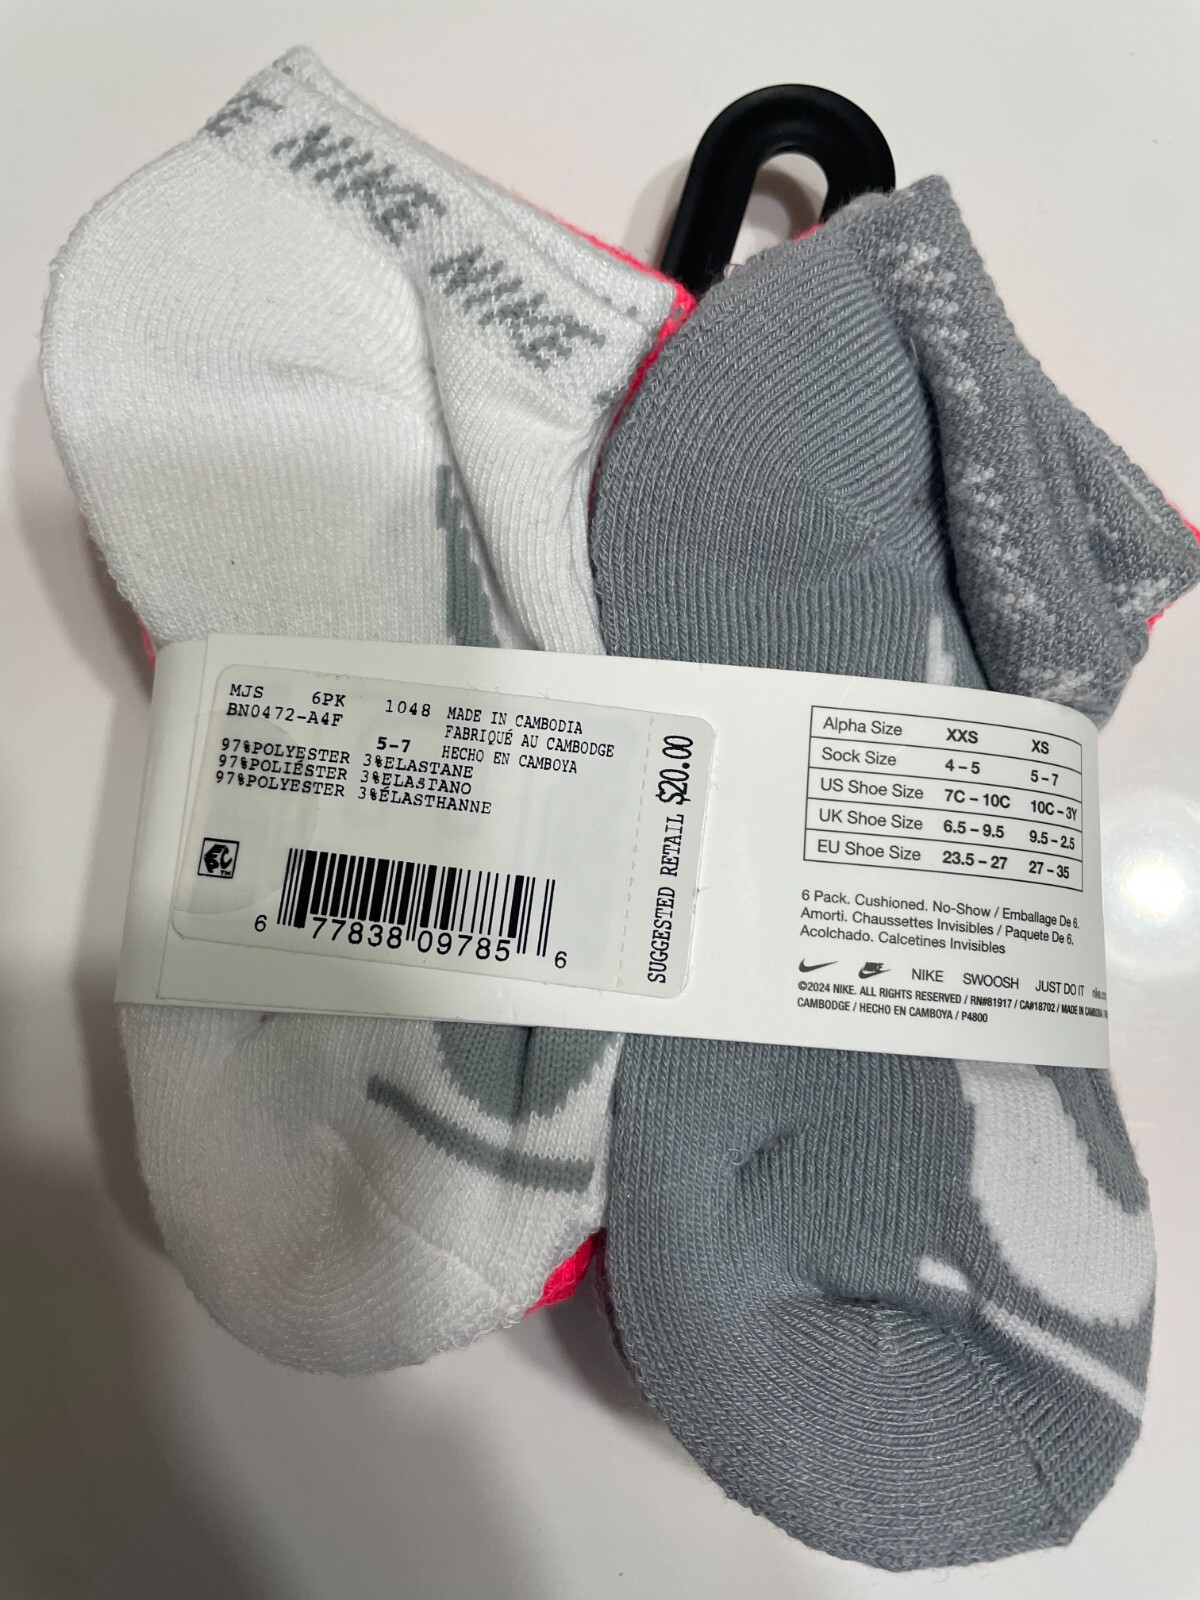 NIKE NIKE
MJS 6PK 1048 MADE IN CAMBODIA
BN0472-A4F FABRIQUÉ AU CAMBODGE
5-7 HECHO EN CAMBOYA
97%POLYESTER 3%ELASTANE
97%POLIÉSTER 3%ELASTANO
97%POLYESTER 3%ÉLASTHANNE
6 77838 09785 6
SUGGESTED RETAIL $20.00
Alpha Size XXS XS
Sock Size 4 – 5 5 – 7
US Shoe Size 7C – 10C 10C – 3Y
UK Shoe Size 6.5 – 9.5 9.5 – 2.5
EU Shoe Size 23.5 – 27 27 – 35
6 Pack. Cushioned. No-Show / Emballage De 6.
Amorti. Chaussettes Invisibles / Paquete De 6.
Acolchado. Calcetines Invisibles
NIKE NIKE SWOOSH JUST DO IT
©2024 NIKE. ALL RIGHTS RESERVED / RN#81917 / CA#18702 / MADE IN CAMBODIA
CAMBODGE / HECHO EN CAMBOYA / P4800